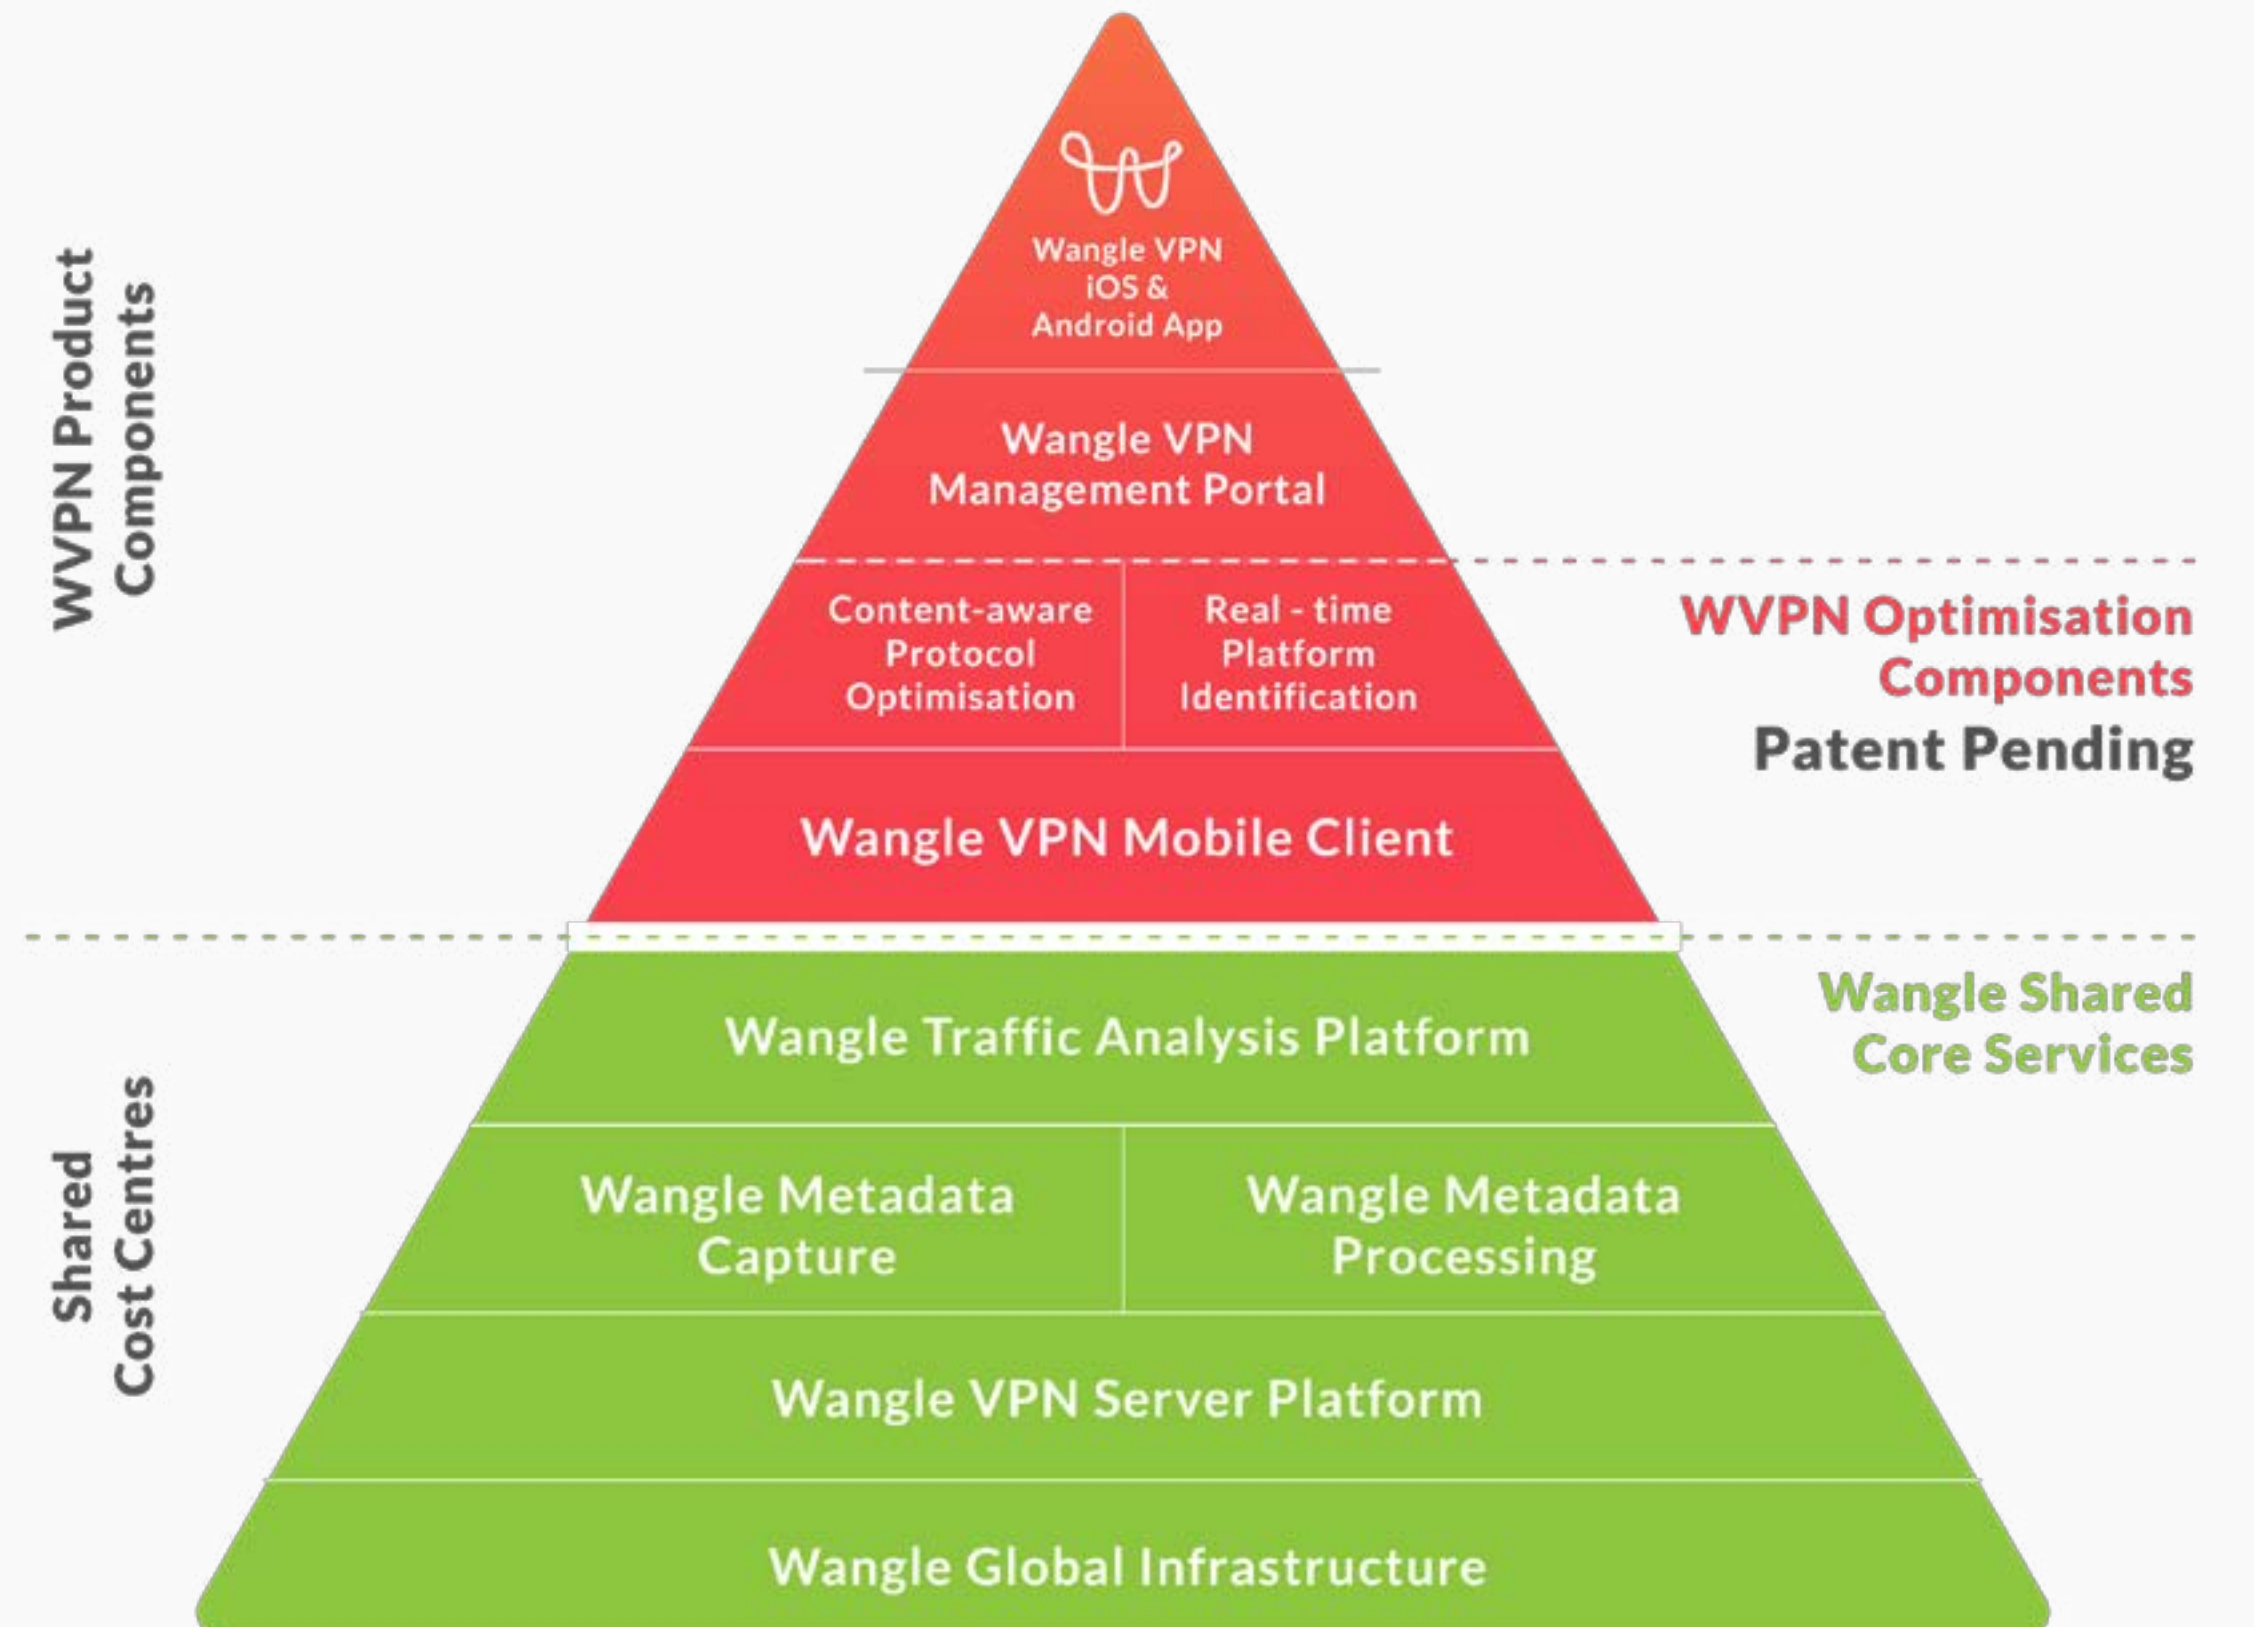 WVPN Product
Components
Wangle VPN
iOS &
Android App
Wangle VPN
Management Portal
Content-aware
Protocol
Optimisation
Real - time
Platform
Identification
WVPN Optimisation
Components
Patent Pending
Wangle VPN Mobile Client
Shared
Cost Centres
Wangle Shared
Core Services
Wangle Traffic Analysis Platform
Wangle Metadata
Capture
Wangle Metadata
Processing
Wangle VPN Server Platform
Wangle Global Infrastructure